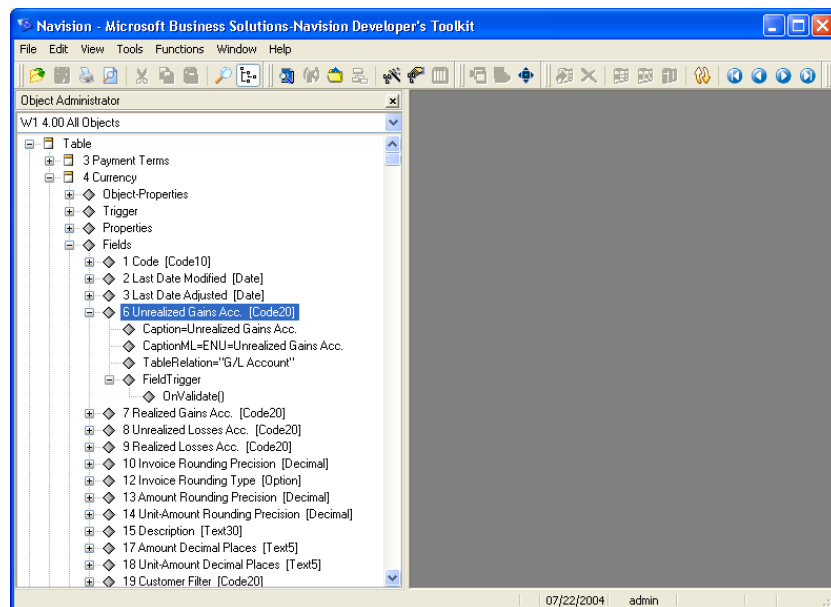 Navision - Microsoft Business Solutions-Navision Developer's Toolkit
File Edit View Tools Functions Window Help
Object Administrator
W1 4.00 All Objects
Table
3 Payment Terms
4 Currency
Object-Properties
Trigger
Properties
Fields
1 Code [Code10]
2 Last Date Modified [Date]
3 Last Date Adjusted [Date]
6 Unrealized Gains Acc. [Code20]
Caption=Unrealized Gains Acc.
CaptionML=ENU=Unrealized Gains Acc.
TableRelation="G/L Account"
FieldTrigger
OnValidate()
7 Realized Gains Acc. [Code20]
8 Unrealized Losses Acc. [Code20]
9 Realized Losses Acc. [Code20]
10 Invoice Rounding Precision [Decimal]
12 Invoice Rounding Type [Option]
13 Amount Rounding Precision [Decimal]
14 Unit-Amount Rounding Precision [Decimal]
15 Description [Text30]
17 Amount Decimal Places [Text5]
18 Unit-Amount Decimal Places [Text5]
19 Customer Filter [Code20]
07/22/2004 admin